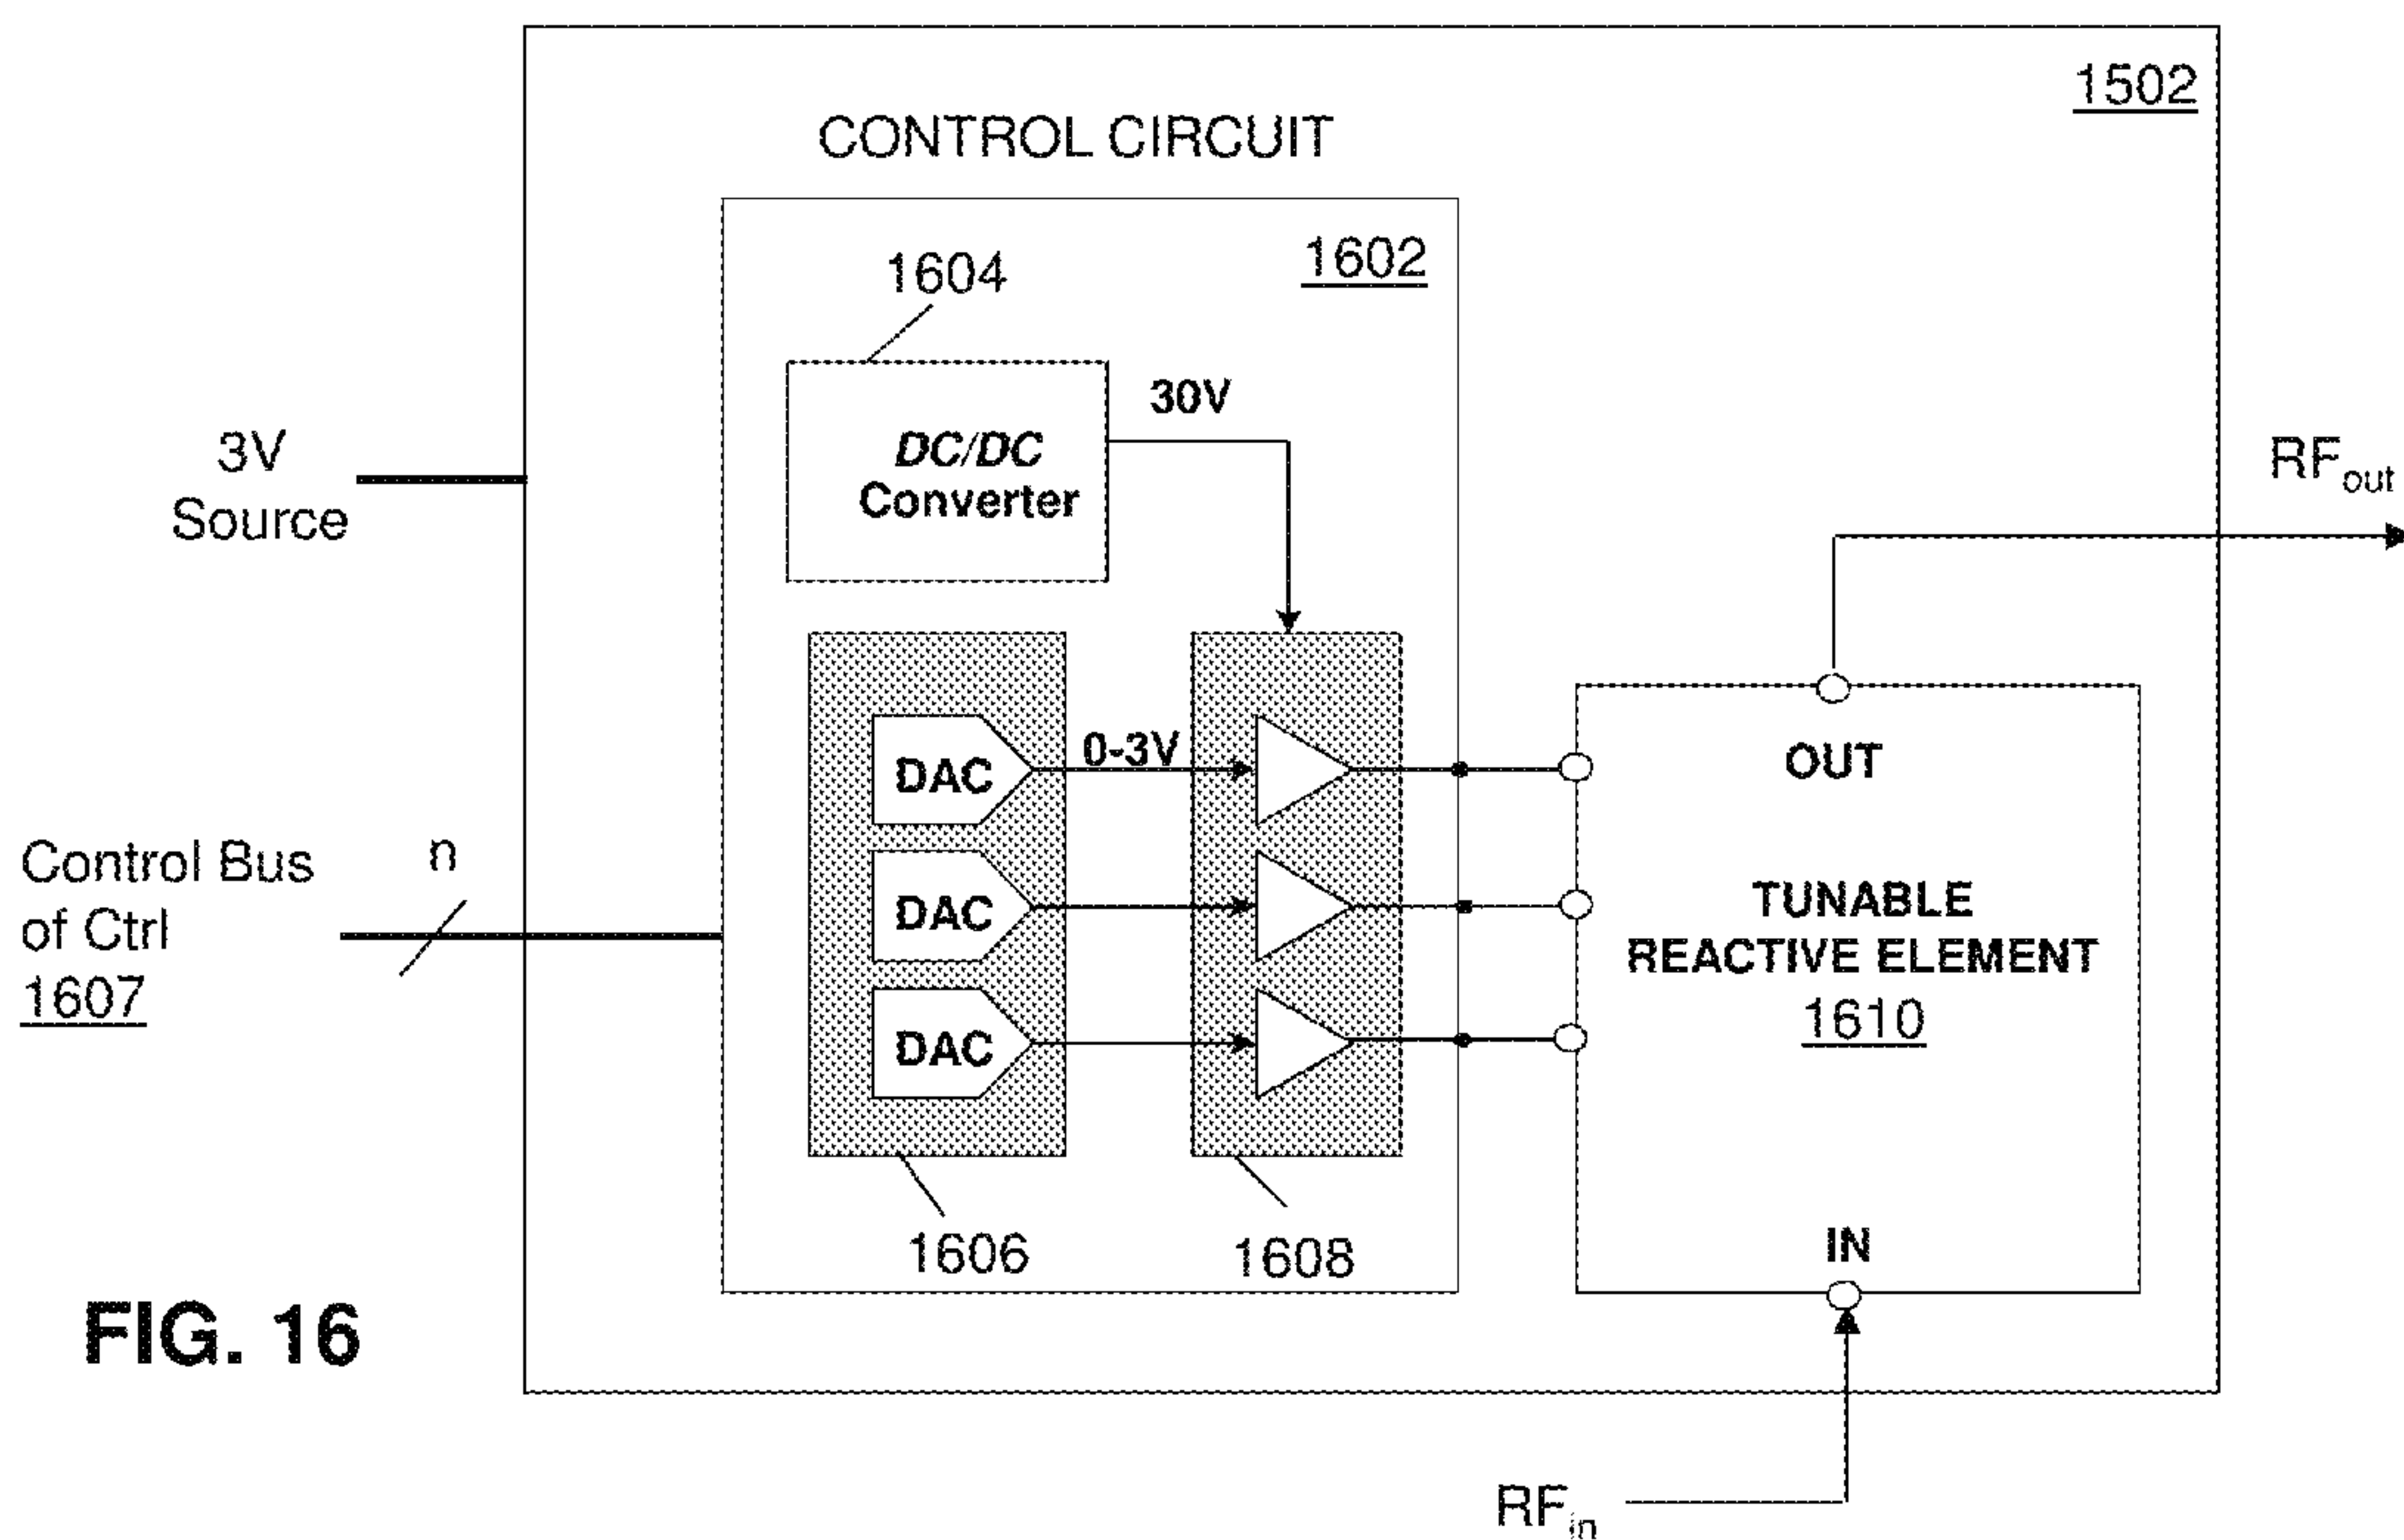 1502
CONTROL CIRCUIT
1602
1604
30V
DC/DC
Converter
3V
Source
RFout
DAC
0-3V
OUT
Control Bus
of Ctrl
1607
n
DAC
TUNABLE
REACTIVE ELEMENT
1610
DAC
1606
1608
IN
FIG. 16
RFin